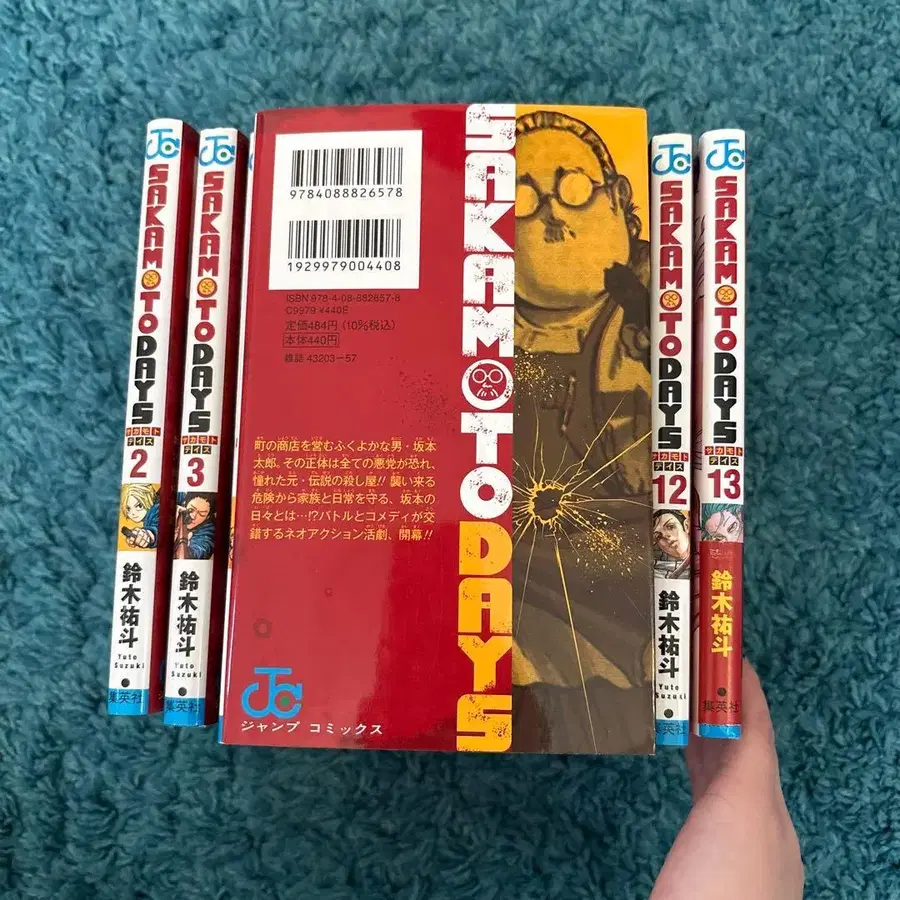 JC
SAKAMOTO DAYS
サカモト
デイズ
2
鈴木祐斗
Yuto
Suzuki
集英社
JC
SAKAMOTO DAYS
サカモト
デイズ
3
鈴木祐斗
Yuto
Suzuki
集英社
9784088826578
1929979004408
ISBN 978-4-08-882657-8
C9979 ¥440E
定価484円(10%税込)
本体440円
雑誌 43203-57
町の商店を営むふくよかな男・坂本
太郎。その正体は全ての悪党が恐れ、
憧れた元・伝説の殺し屋!! 襲い来る
危険から家族と日常を守る、坂本の
日々とは…!?バトルとコメディが交
錯するネオアクション活劇、開幕!!
JC
ジャンプ コミックス
SAKAMOTO DAYS
JC
SAKAMOTO DAYS
サカモト
デイズ
12
鈴木祐斗
Yuto
Suzuki
集英社
JC
SAKAMOTO DAYS
サカモト
デイズ
13
鈴木祐斗
集英社